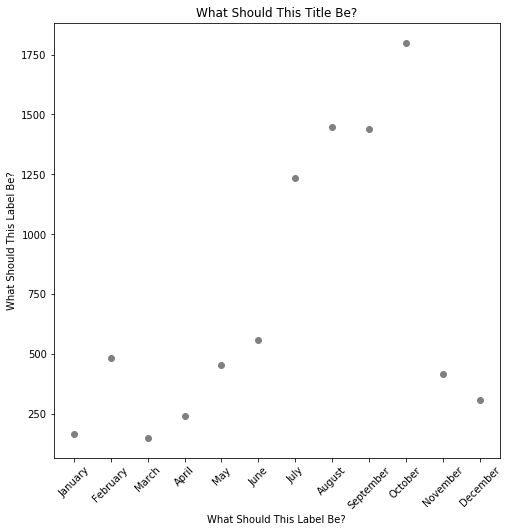 What Should This Title Be?
What Should This Label Be?
1750
1500
1250
1000
750
500
250
January
February
March
April
May
June
July
August
September
October
November
December
What Should This Label Be?